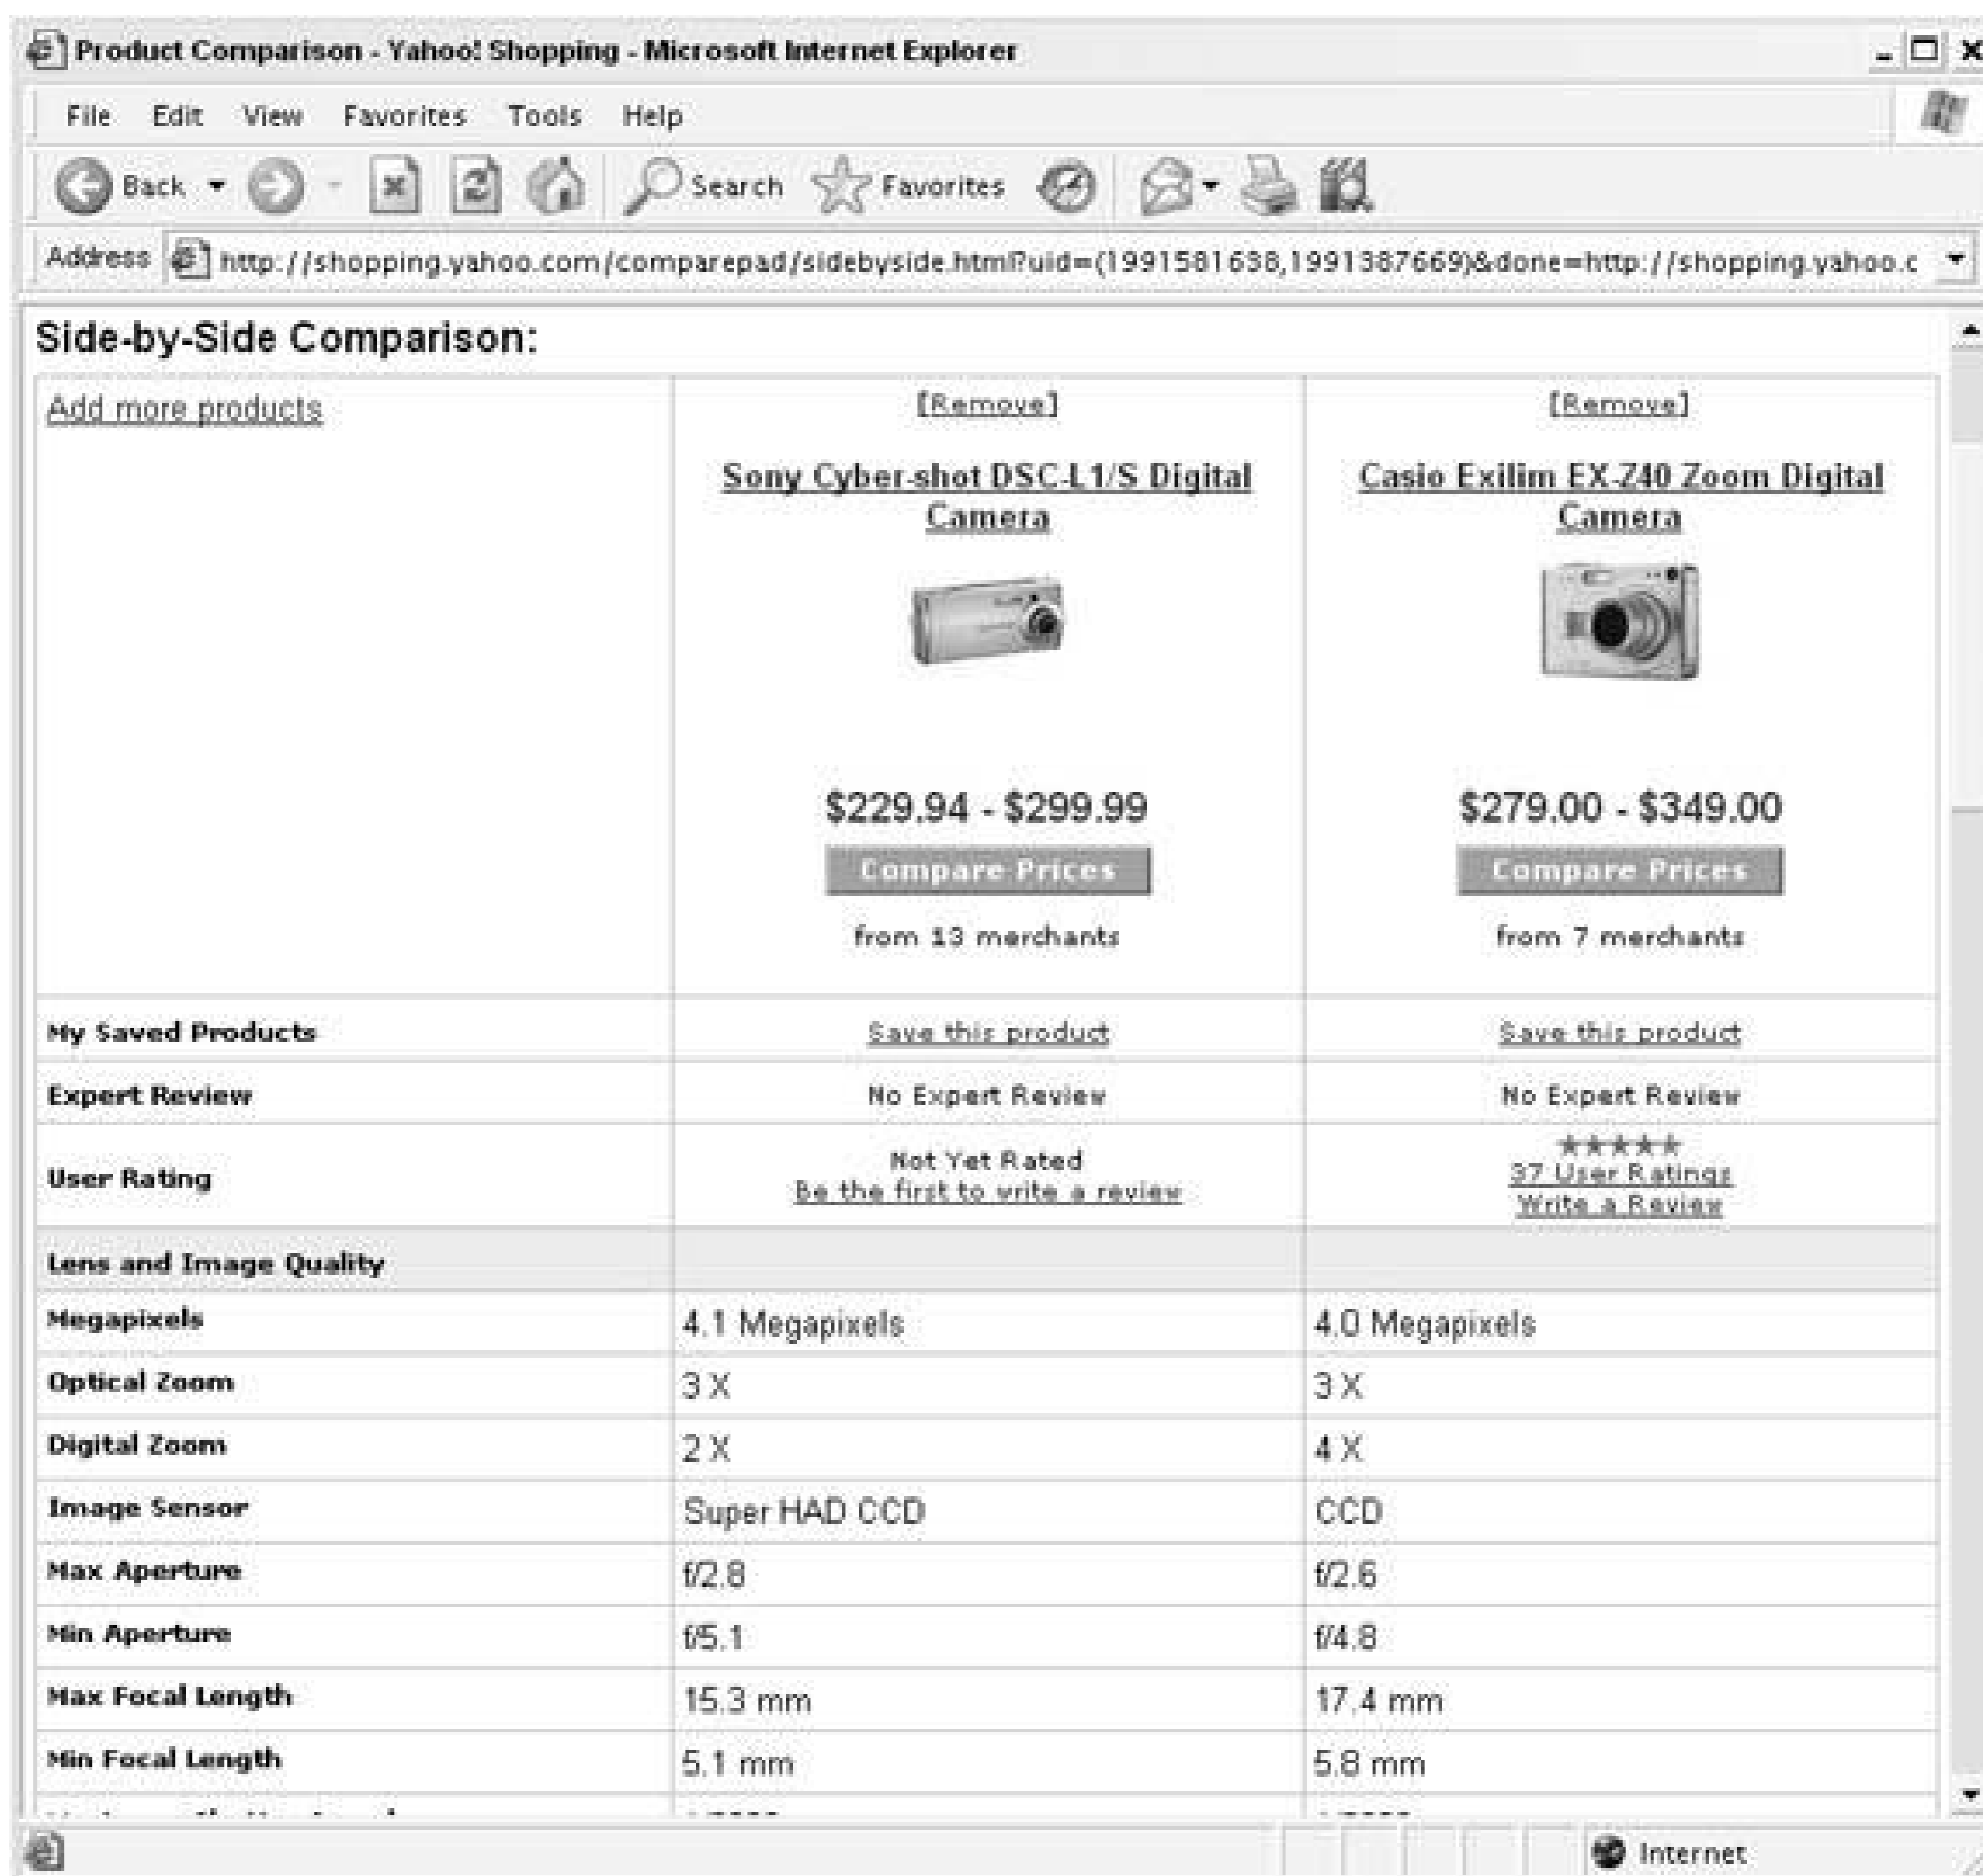 Product Comparison - Yahoo! Shopping - Microsoft Internet Explorer
File Edit View Favorites Tools Help
Back Search Favorites
Address http://shopping.yahoo.com/comparepad/sidebyside.html?uid=(1991581638,1991387669)&done=http://shopping.yahoo.c
Side-by-Side Comparison:
Add more products [Remove] [Remove]
Sony Cyber-shot DSC-L1/S Digital Camera
Casio Exilim EX-Z40 Zoom Digital Camera
$229.94 - $299.99 $279.00 - $349.00
Compare Prices Compare Prices
from 13 merchants from 7 merchants
My Saved Products Save this product Save this product
Expert Review No Expert Review No Expert Review
User Rating Not Yet Rated
Be the first to write a review
37 User Ratings
Write a Review
Lens and Image Quality
Megapixels 4.1 Megapixels 4.0 Megapixels
Optical Zoom 3 X 3 X
Digital Zoom 2 X 4 X
Image Sensor Super HAD CCD CCD
Max Aperture f/2.8 f/2.6
Min Aperture f/5.1 f/4.8
Max Focal Length 15.3 mm 17.4 mm
Min Focal Length 5.1 mm 5.8 mm
Internet